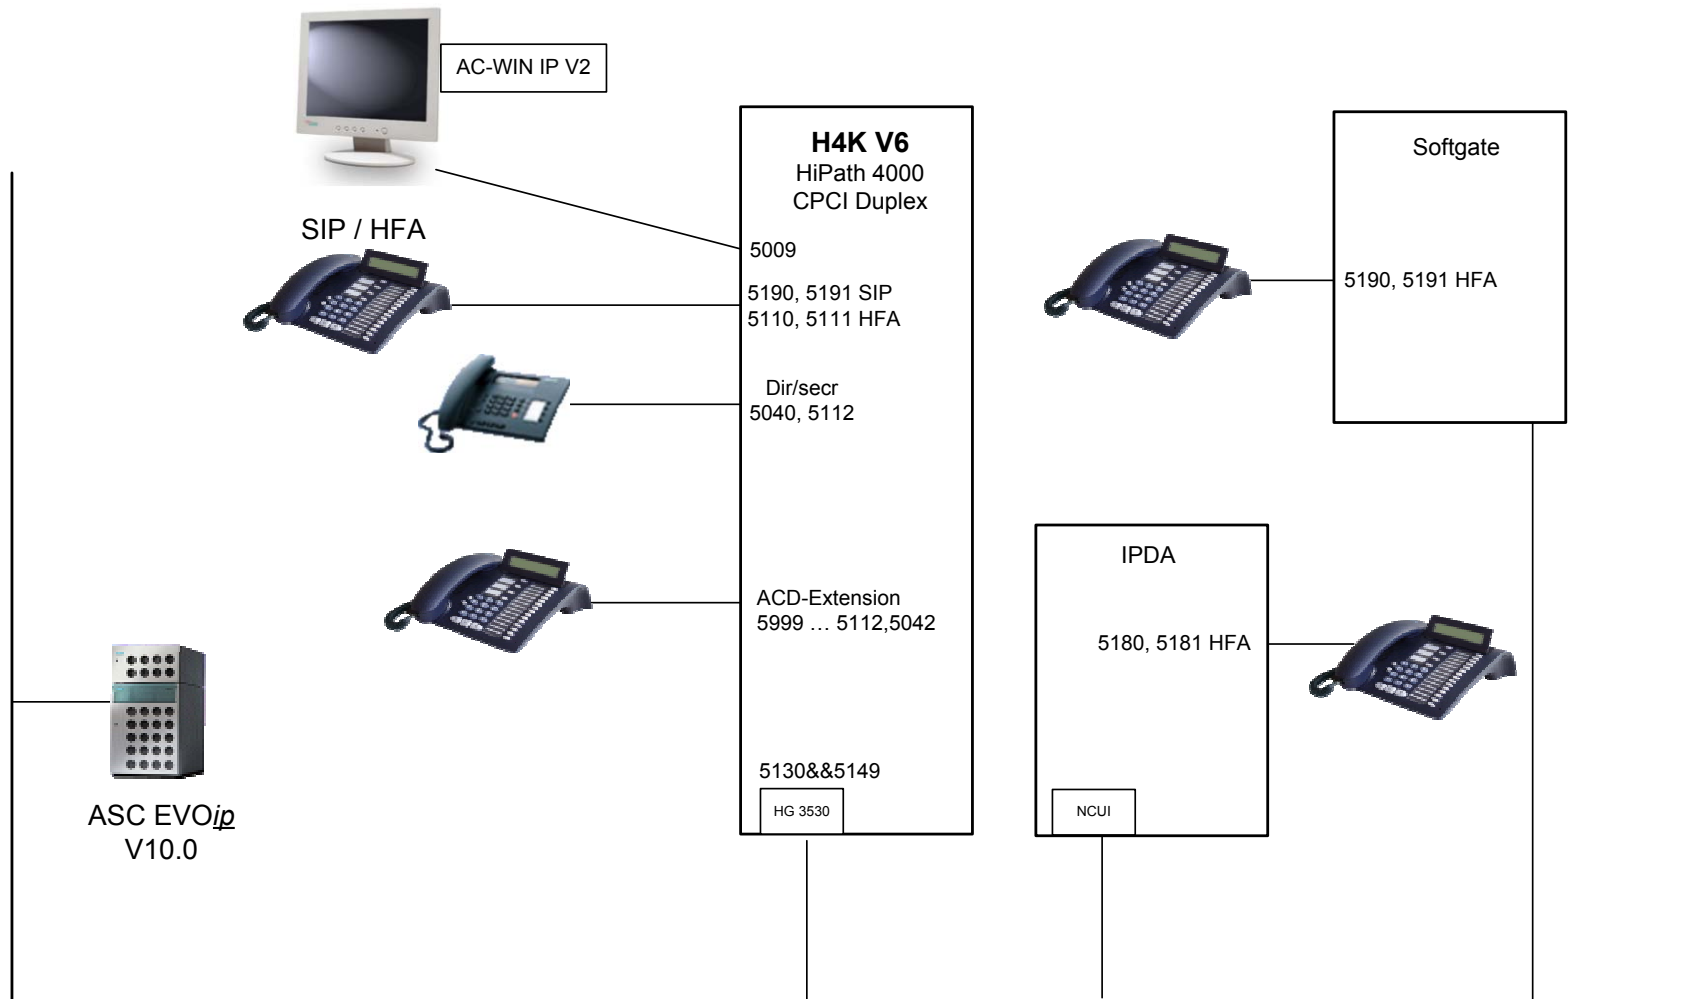 AC-WIN IP V2
SIP / HFA
H4K V6
HiPath 4000
CPCI Duplex
5009
5190, 5191 SIP
5110, 5111 HFA
Dir/secr
5040, 5112
ACD-Extension
5999 … 5112,5042
5130&&5149
HG 3530
ASC EVOip
V10.0
Softgate
5190, 5191 HFA
IPDA
5180, 5181 HFA
NCUI